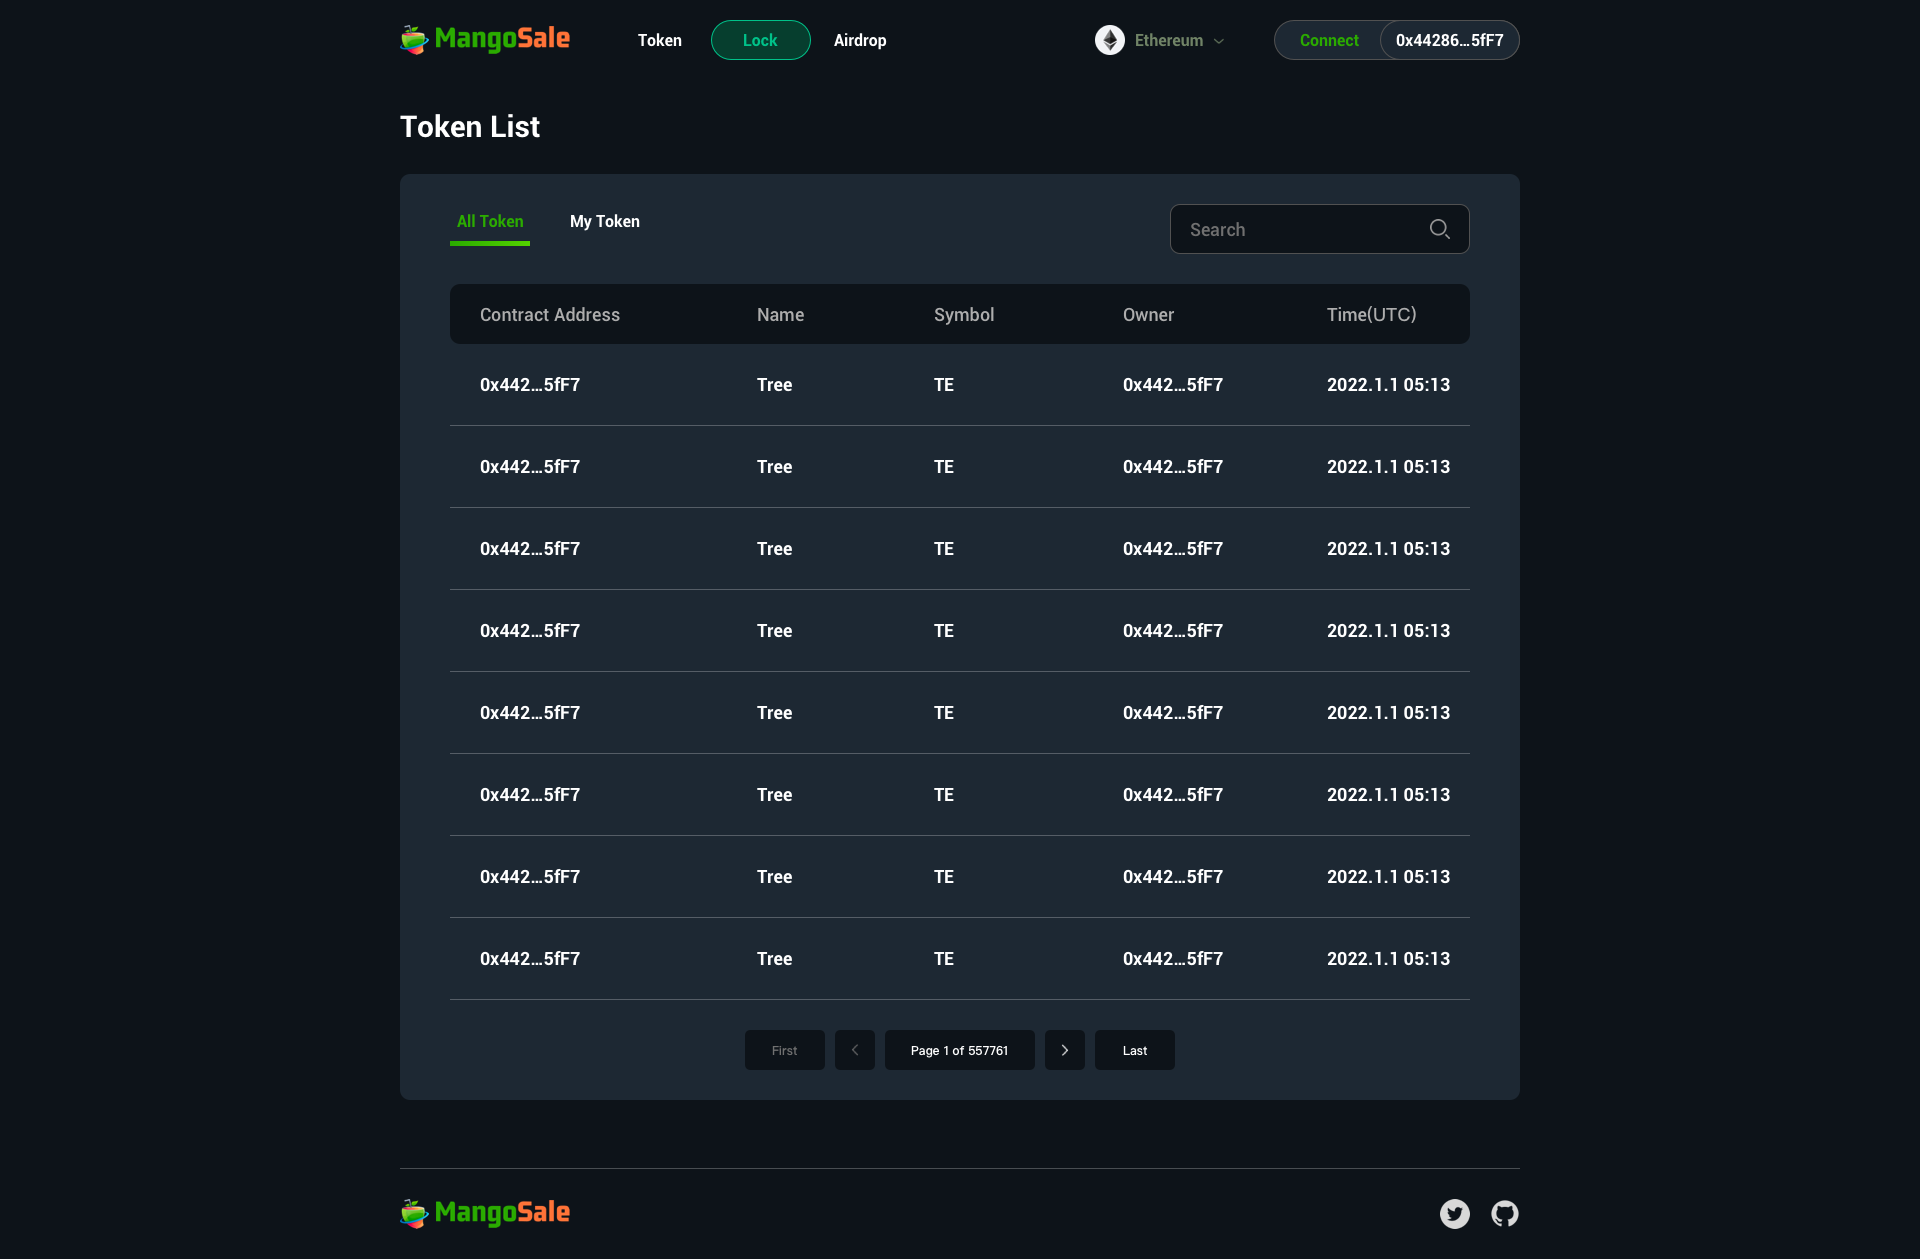 MangoSale Token Lock Airdrop Ethereum Connect 0x44286...5fF7
Token List
All Token My Token Search
Contract Address Name Symbol Owner Time(UTC)
0x442...5fF7 Tree TE 0x442...5fF7 2022.1.1 05:13
0x442...5fF7 Tree TE 0x442...5fF7 2022.1.1 05:13
0x442...5fF7 Tree TE 0x442...5fF7 2022.1.1 05:13
0x442...5fF7 Tree TE 0x442...5fF7 2022.1.1 05:13
0x442...5fF7 Tree TE 0x442...5fF7 2022.1.1 05:13
0x442...5fF7 Tree TE 0x442...5fF7 2022.1.1 05:13
0x442...5fF7 Tree TE 0x442...5fF7 2022.1.1 05:13
0x442...5fF7 Tree TE 0x442...5fF7 2022.1.1 05:13
First < Page 1 of 557761 > Last
MangoSale